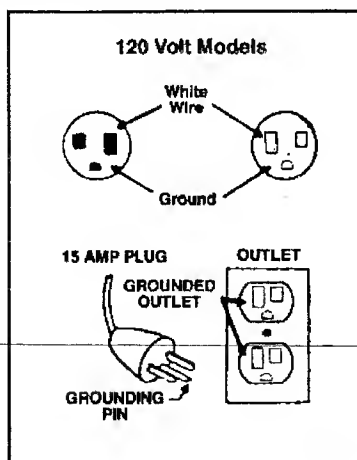 120 Volt Models
White
Wire
Ground
15 AMP PLUG
OUTLET
GROUNDED
OUTLET
GROUNDING
PIN